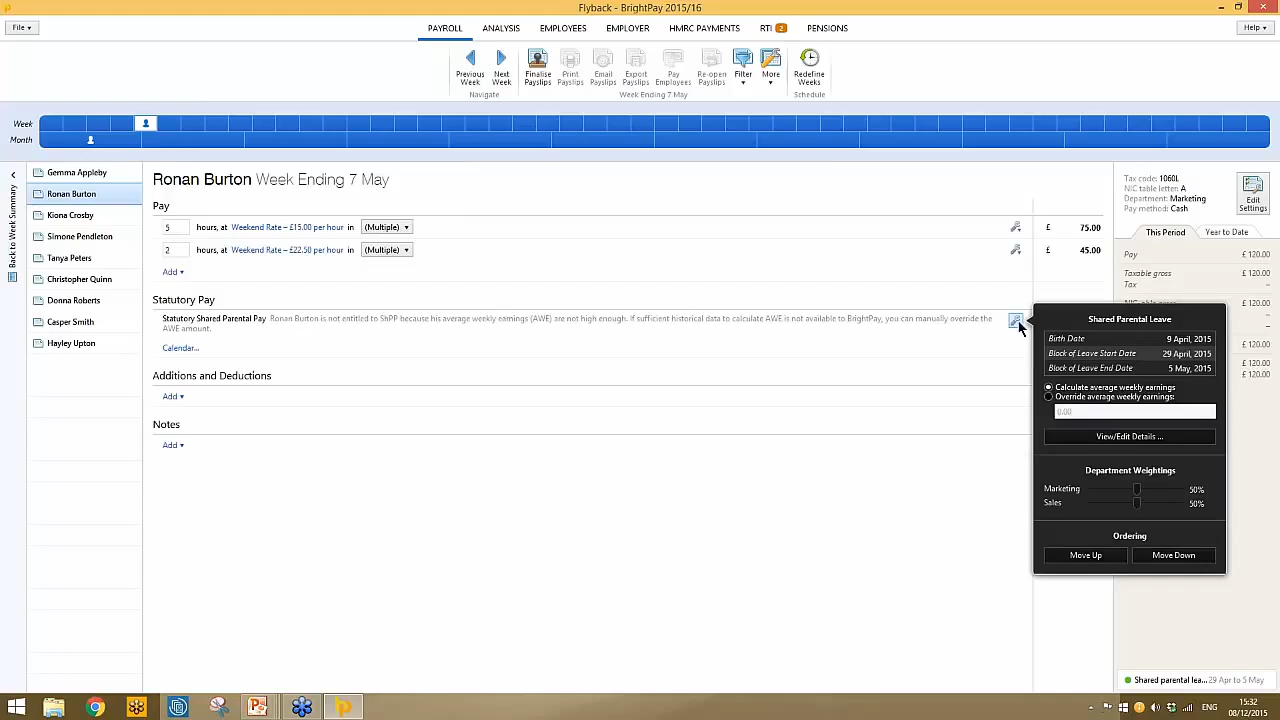 Flyback - BrightPay 2015/16
File
PAYROLL ANALYSIS EMPLOYEES EMPLOYER HMRC PAYMENTS RTI 2 PENSIONS
Help
Previous Week
Next Week
Navigate
Finalise Payslips
Print Payslips
Email Payslips
Export Payslips
Pay Employees
Re-open Payslips
Filter
More
Week Ending 7 May
Redefine Weeks
Schedule
Week
Month
Back to Week Summary
Gemma Appleby
Ronan Burton
Kiona Crosby
Simone Pendleton
Tanya Peters
Christopher Quinn
Donna Roberts
Casper Smith
Hayley Upton
Ronan Burton Week Ending 7 May
Pay
5 hours, at Weekend Rate – £15.00 per hour in (Multiple) £ 75.00
2 hours, at Weekend Rate – £22.50 per hour in (Multiple) £ 45.00
Add
Statutory Pay
Statutory Shared Parental Pay Ronan Burton is not entitled to ShPP because his average weekly earnings (AWE) are not high enough. If sufficient historical data to calculate AWE is not available to BrightPay, you can manually override the
AWE amount.
Calendar...
Additions and Deductions
Add
Notes
Add
Shared Parental Leave
Birth Date 9 April, 2015
Block of Leave Start Date 29 April, 2015
Block of Leave End Date 5 May, 2015
Calculate average weekly earnings
Override average weekly earnings:
0.00
View/Edit Details ...
Department Weightings
Marketing 50%
Sales 50%
Ordering
Move Up Move Down
Tax code: 1060L
NIC table letter: A
Department: Marketing
Pay method: Cash
Edit Settings
This Period Year to Date
Pay £ 120.00
Taxable gross £ 120.00
Tax –
£ 120.00
–
–
£ 120.00
£ 120.00
£ 120.00
Shared parental lea... 29 Apr to 5 May
ENG
15:32
08/12/2015